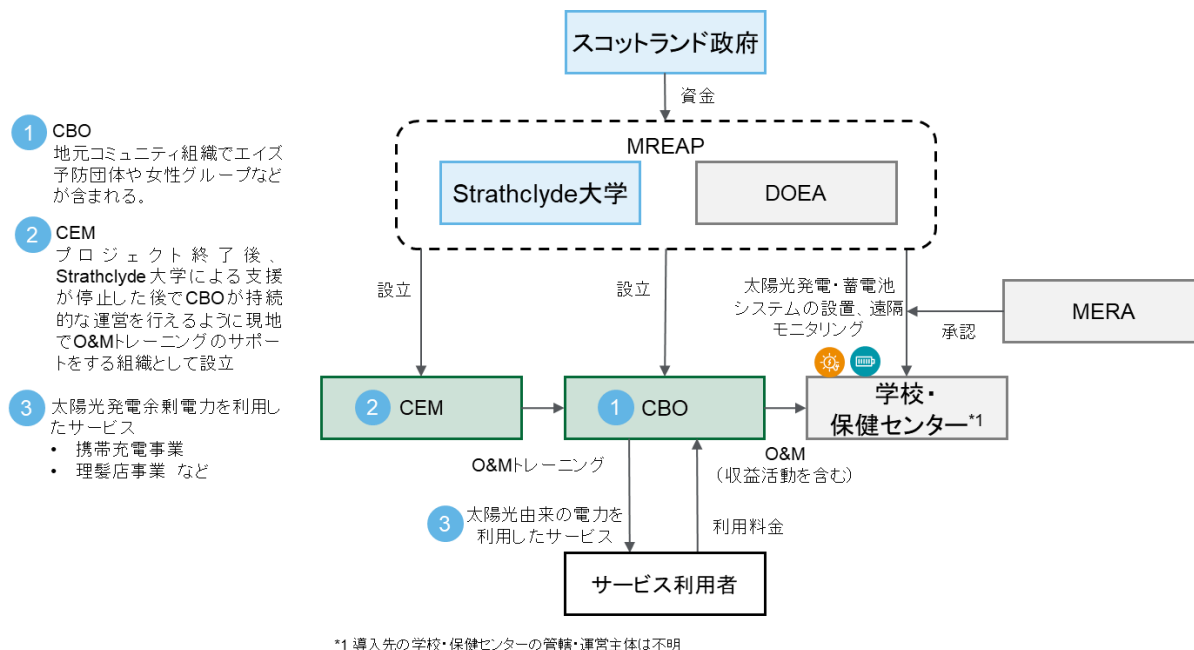 スコットランド政府
資金
MREAP
Strathclyde大学
DOEA
1 CBO
地元コミュニティ組織でエイズ
予防団体や女性グループなど
が含まれる。
2 CEM
プロジェクト終了後、
Strathclyde大学による支援
が停止した後でCBOが持続
的な運営を行えるように現地
でO&Mトレーニングのサポー
トをする組織として設立
3 太陽光発電余剰電力を利用し
たサービス
• 携帯充電事業
• 理髪店事業 など
設立
設立
太陽光発電・蓄電池
システムの設置、遠隔
モニタリング
承認
MERA
2 CEM
1 CBO
学校・
保健センター*1
O&Mトレーニング
O&M
（収益活動を含む）
3 太陽光由来の電力を
利用したサービス
利用料金
サービス利用者
*1 導入先の学校・保健センターの管轄・運営主体は不明